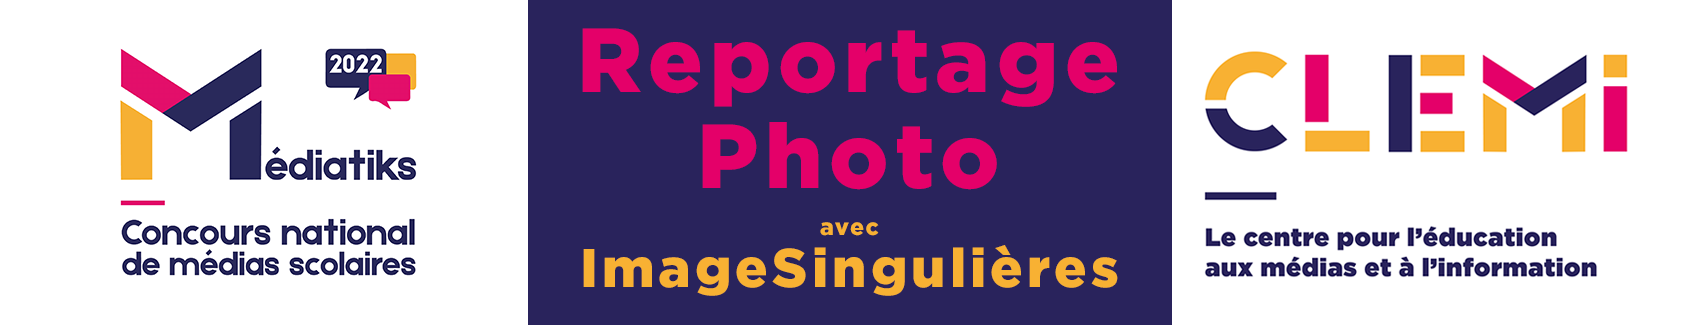 2022
Médiatiks
Concours national
de médias scolaires
Reportage
Photo
avec
ImageSingulières
CLEMi
Le centre pour l'éducation
aux médias et à l'information